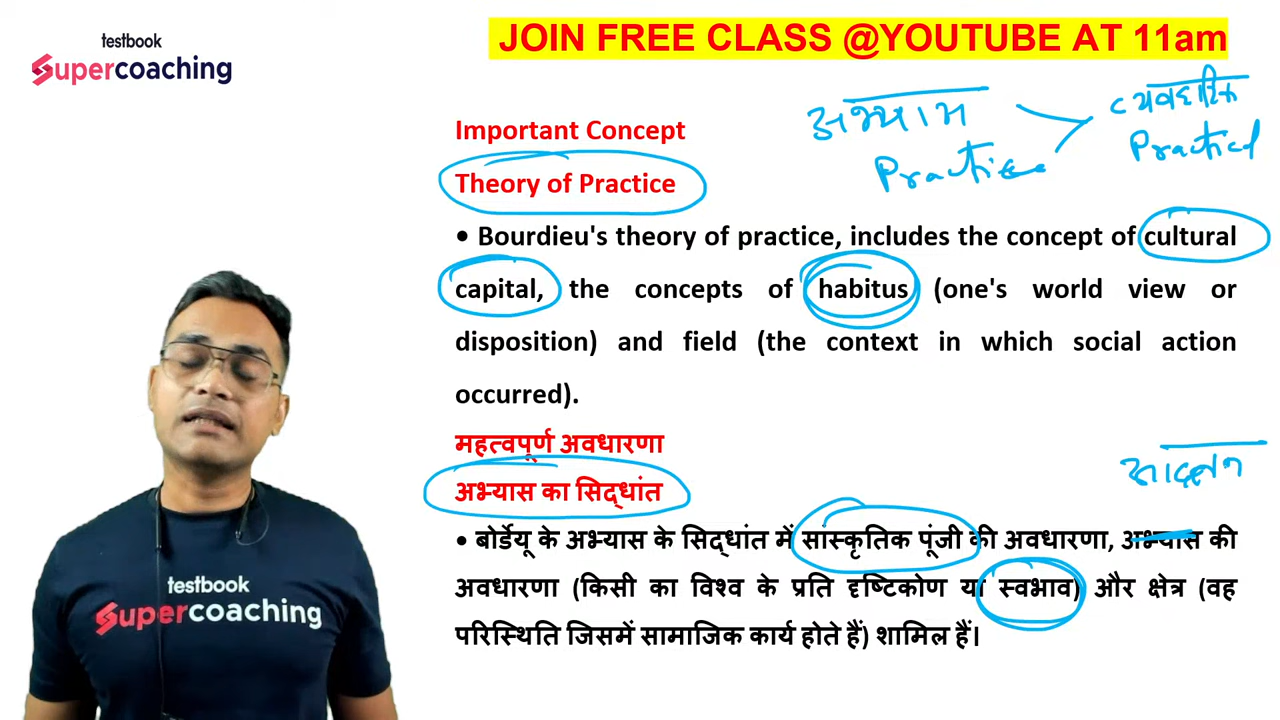 testbook
Supercoaching
JOIN FREE CLASS @YOUTUBE AT 11am
अभ्यास
Practice
व्यवहारिक
Practical
Important Concept
Theory of Practice
• Bourdieu's theory of practice, includes the concept of cultural
capital, the concepts of habitus (one's world view or
disposition) and field (the context in which social action
occurred).
महत्वपूर्ण अवधारणा
अभ्यास का सिद्धांत
• बोर्डेयू के अभ्यास के सिद्धांत में सांस्कृतिक पूंजी की अवधारणा, अभ्यास की
अवधारणा (किसी का विश्व के प्रति दृष्टिकोण या स्वभाव) और क्षेत्र (वह
परिस्थिति जिसमें सामाजिक कार्य होते हैं) शामिल हैं।
testbook
Supercoaching